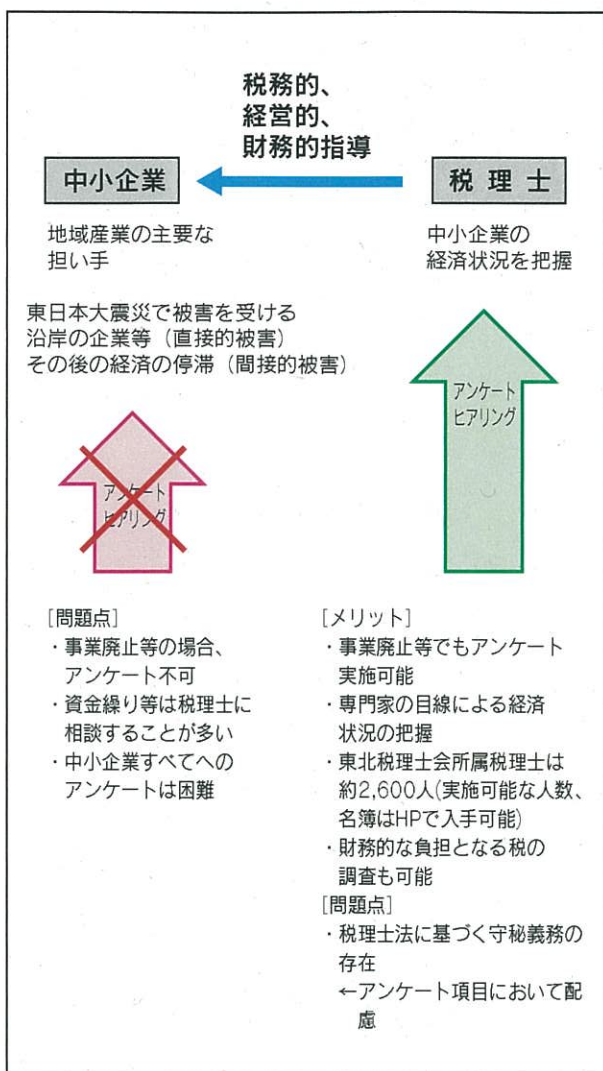 税務的、
経営的、
財務的指導
中小企業
税理士
地域産業の主要な
担い手
中小企業の
経済状況を把握
東日本大震災で被害を受ける
沿岸の企業等（直接的被害）
その後の経済の停滞（間接的被害）
アンケート
ヒアリング
アンケート
ヒアリング
［問題点］
・事業廃止等の場合、
アンケート不可
・資金繰り等は税理士に
相談することが多い
・中小企業すべてへの
アンケートは困難
［メリット］
・事業廃止等でもアンケート
実施可能
・専門家の目線による経済
状況の把握
・東北税理士会所属税理士は
約2,600人(実施可能な人数、
名簿はHPで入手可能)
・財務的な負担となる税の
調査も可能
［問題点］
・税理士法に基づく守秘義務の
存在
←アンケート項目において配
慮